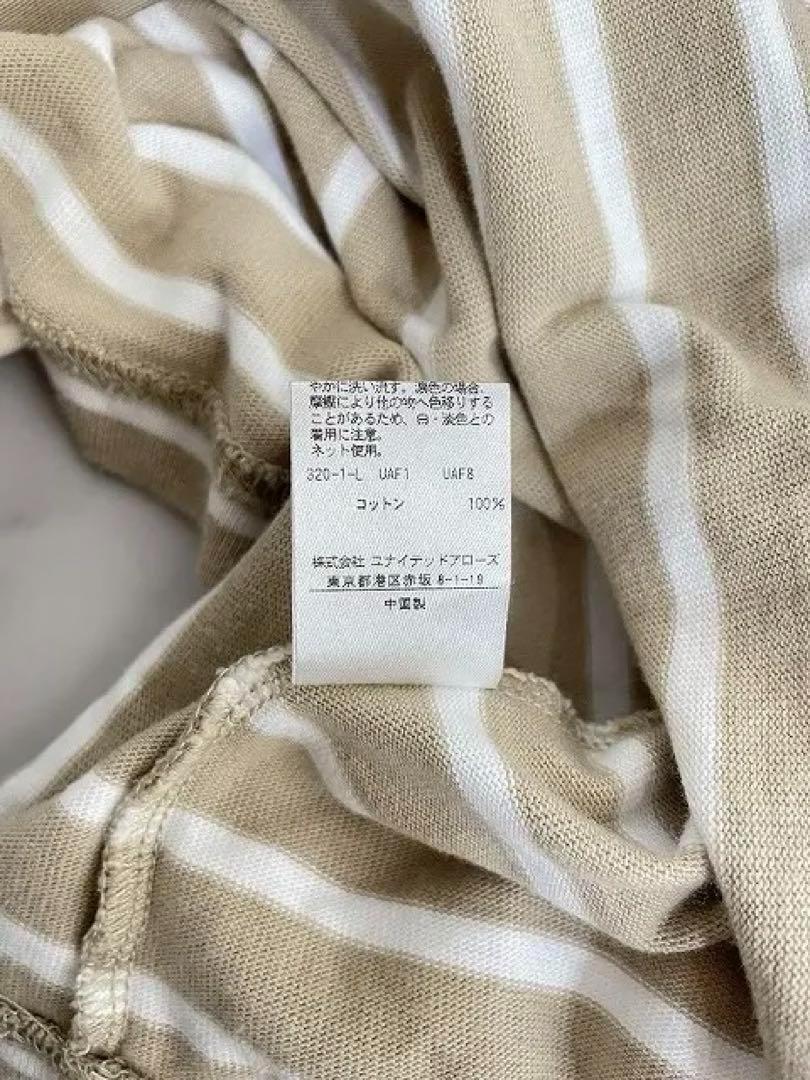 やかに洗い流す。濃色の場合、
摩擦により他の物へ色移りする
ことがあるため、白・淡色との
着用に注意。
ネット使用。
320-1-L UAF1 UAF8
コットン 100%
株式会社 ユナイテッドアローズ
東京都港区赤坂 8-1-19
中国製